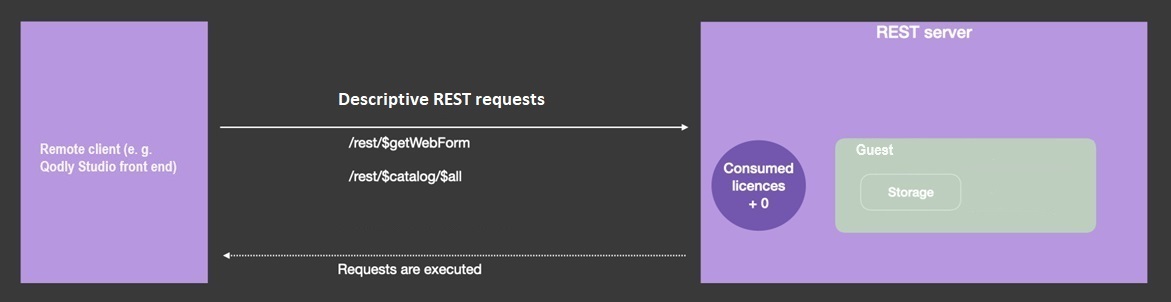 REST server
Descriptive REST requests
/rest/$getWebForm
/rest/$catalog/$all
Remote client (e. g.
Qodly Studio front end)
Consumed
licences
+ 0
Guest
Storage
Requests are executed